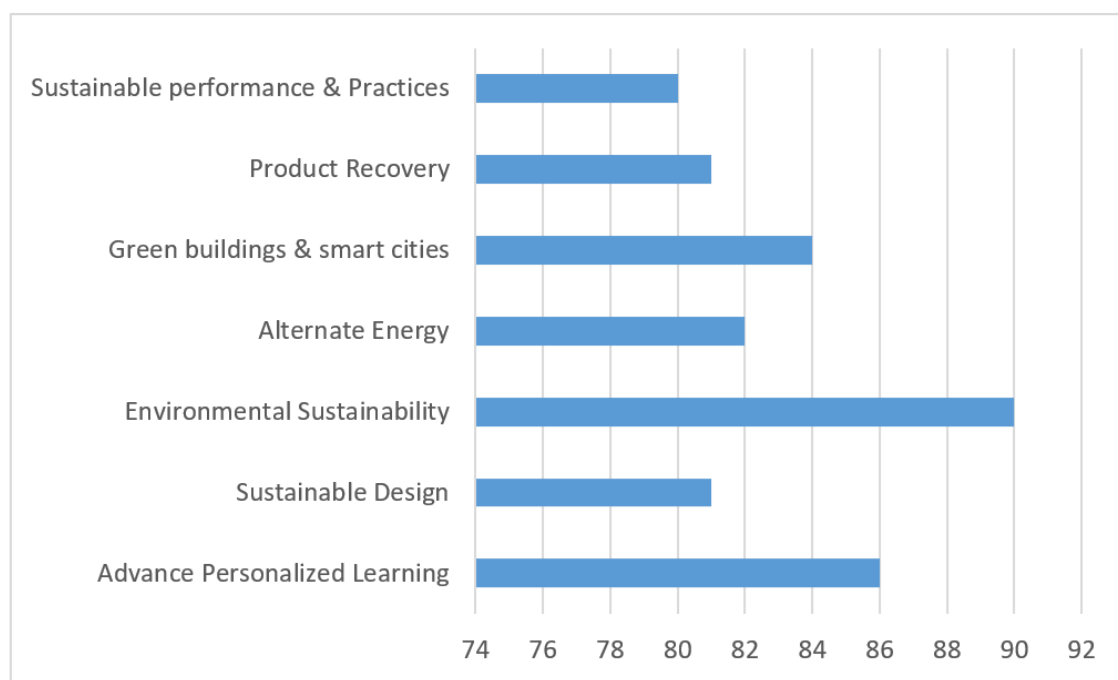 Sustainable performance & Practices
Product Recovery
Green buildings & smart cities
Alternate Energy
Environmental Sustainability
Sustainable Design
Advance Personalized Learning
74 76 78 80 82 84 86 88 90 92